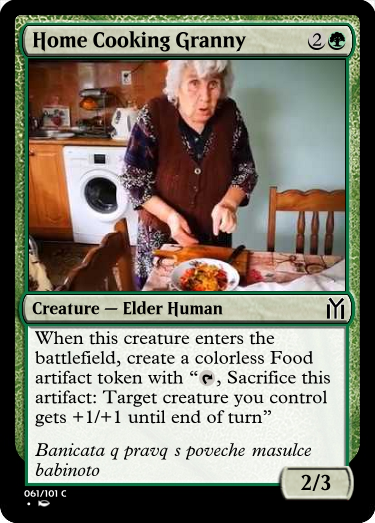 Home Cooking Granny 2
Creature — Elder Human
When this creature enters the
battlefield, create a colorless Food
artifact token with “, Sacrifice this
artifact: Target creature you control
gets +1/+1 until end of turn”
Banicata q pravq s poveche masulce
babinoto
2/3
061/101 C